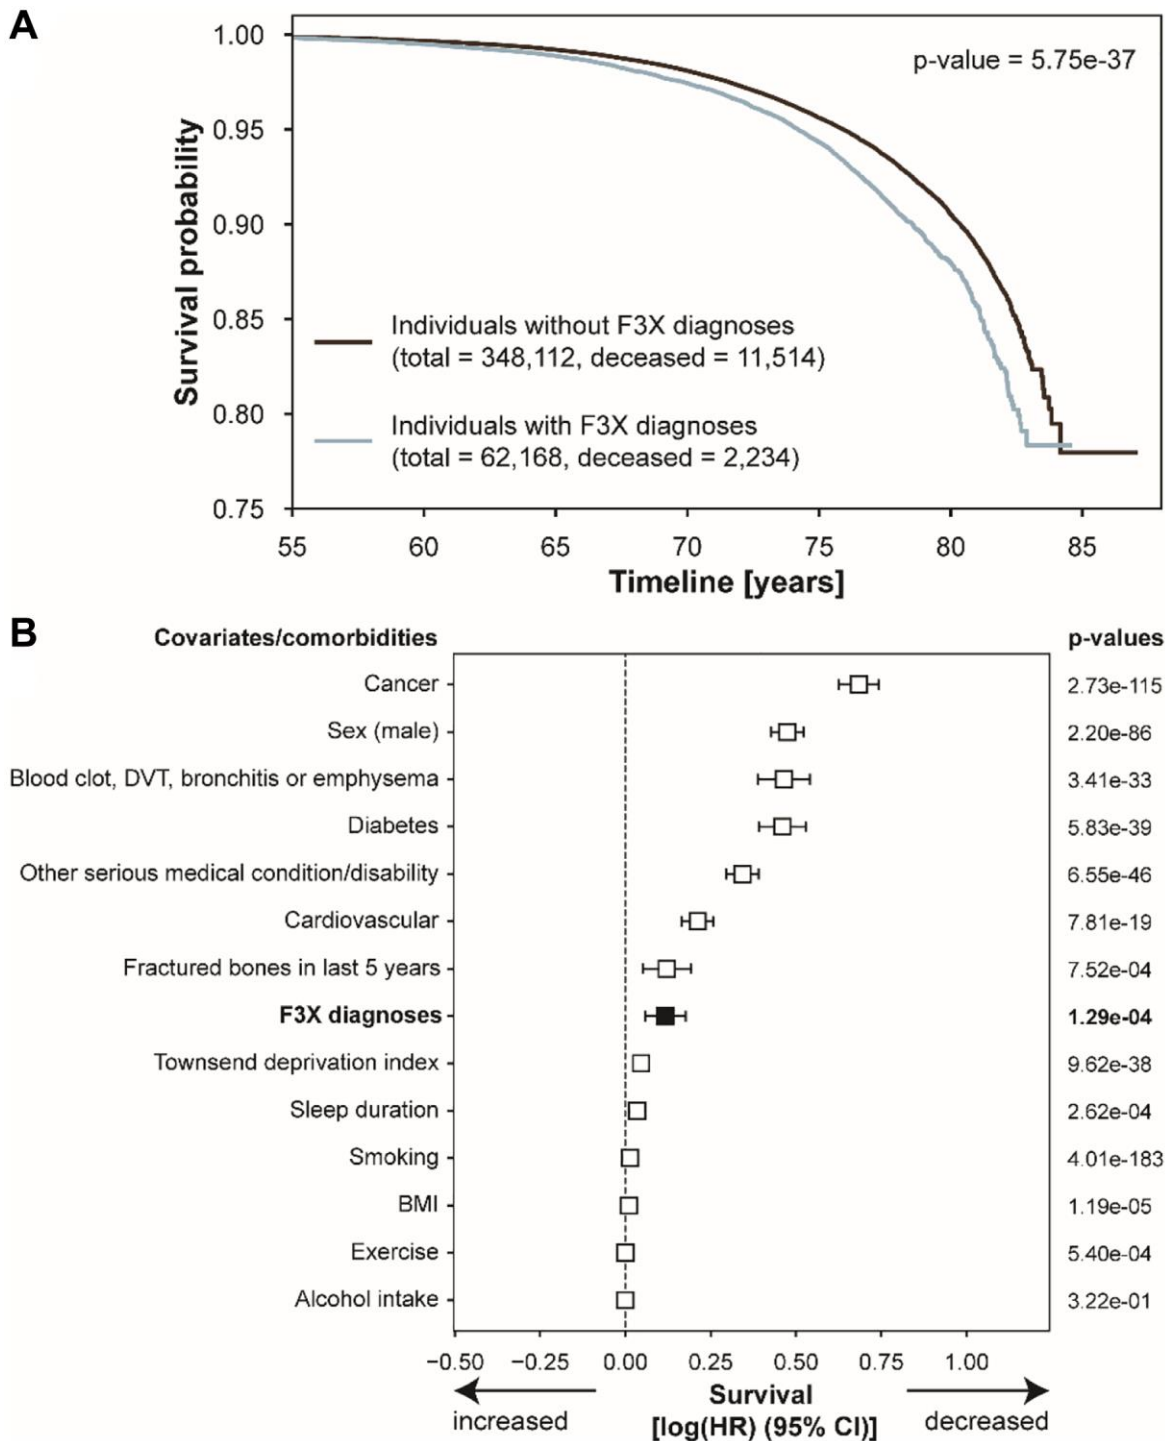 A
p-value = 5.75e-37
Survival probability
1.00
0.95
0.90
0.85
0.80
0.75
Individuals without F3X diagnoses
(total = 348,112, deceased = 11,514)
Individuals with F3X diagnoses
(total = 62,168, deceased = 2,234)
55 60 65 70 75 80 85
Timeline [years]
B
Covariates/comorbidities p-values
Cancer 2.73e-115
Sex (male) 2.20e-86
Blood clot, DVT, bronchitis or emphysema 3.41e-33
Diabetes 5.83e-39
Other serious medical condition/disability 6.55e-46
Cardiovascular 7.81e-19
Fractured bones in last 5 years 7.52e-04
F3X diagnoses 1.29e-04
Townsend deprivation index 9.62e-38
Sleep duration 2.62e-04
Smoking 4.01e-183
BMI 1.19e-05
Exercise 5.40e-04
Alcohol intake 3.22e-01
−0.50 −0.25 0.00 0.25 0.50 0.75 1.00
increased Survival decreased
[log(HR) (95% CI)]